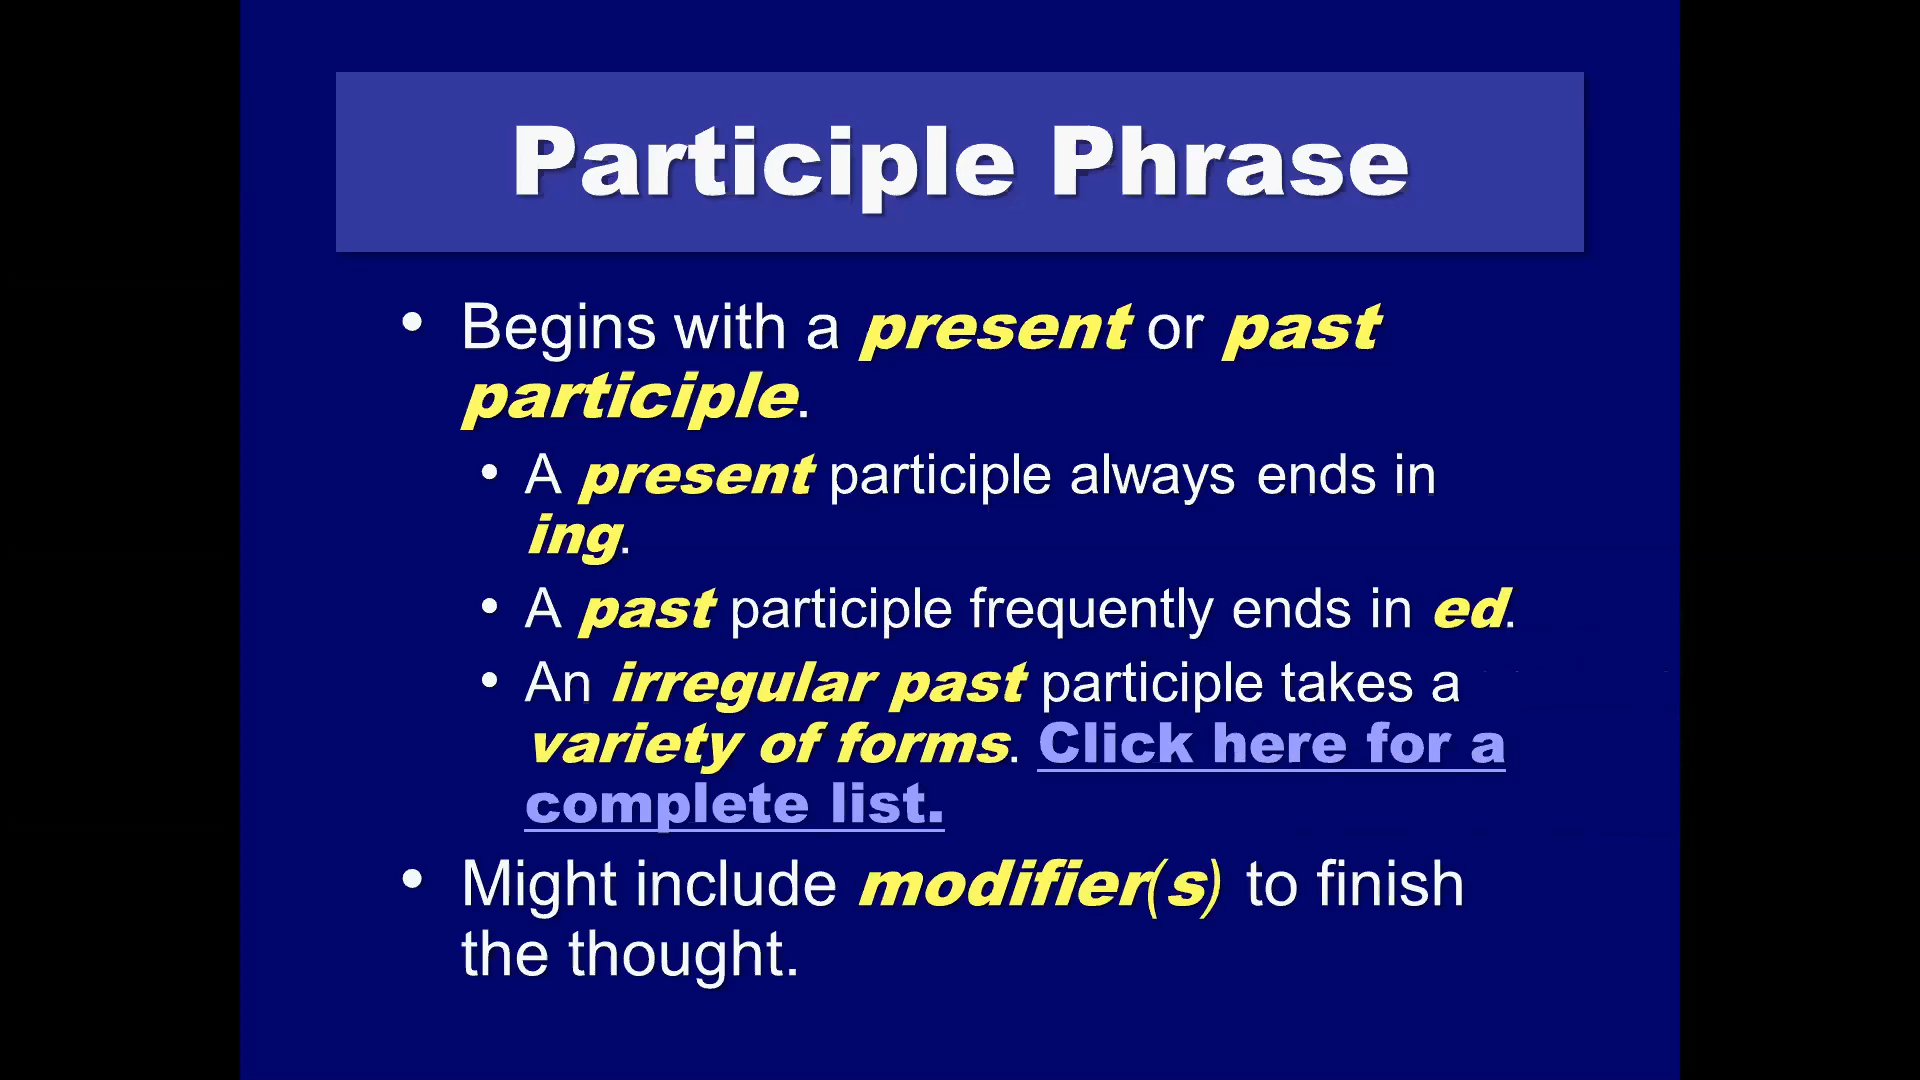 Participle Phrase
• Begins with a present or past
participle.
• A present participle always ends in
ing.
• A past participle frequently ends in ed.
• An irregular past participle takes a
variety of forms. Click here for a
complete list.
• Might include modifier(s) to finish
the thought.